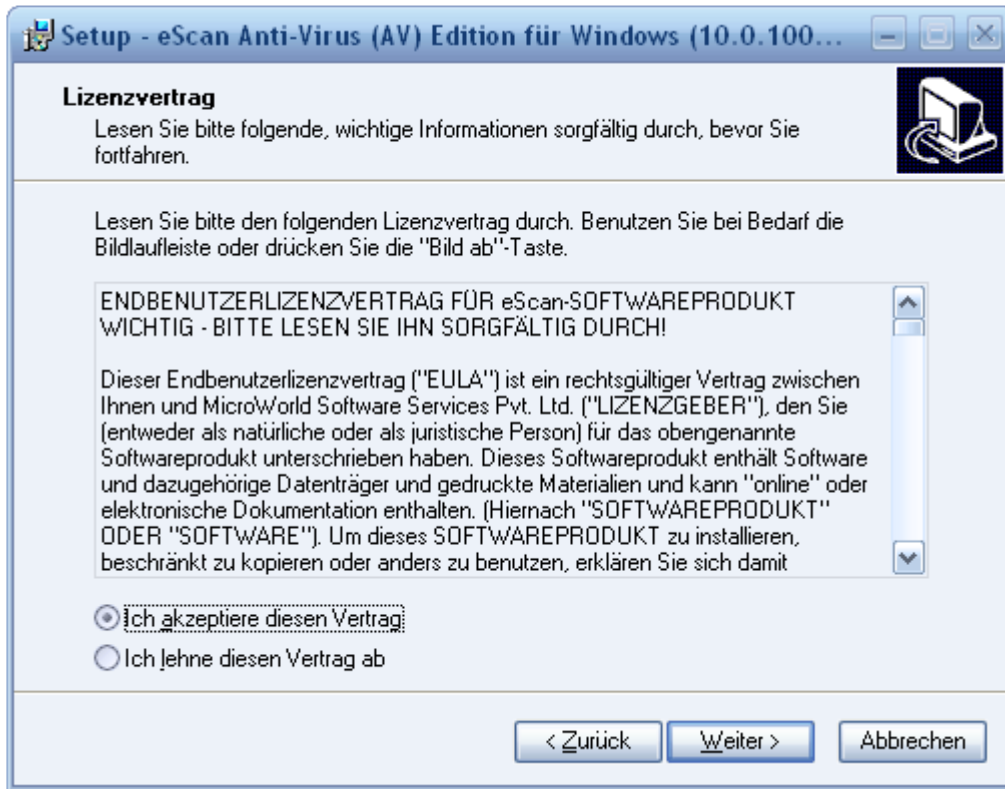 Setup - eScan Anti-Virus (AV) Edition für Windows (10.0.100...
Lizenzvertrag
Lesen Sie bitte folgende, wichtige Informationen sorgfältig durch, bevor Sie
fortfahren.
Lesen Sie bitte den folgenden Lizenzvertrag durch. Benutzen Sie bei Bedarf die
Bildlaufleiste oder drücken Sie die "Bild ab"-Taste.
ENDBENUTZERLIZENZVERTRAG FÜR eScan-SOFTWAREPRODUKT
WICHTIG - BITTE LESEN SIE IHN SORGFÄLTIG DURCH!
Dieser Endbenutzerlizenzvertrag ("EULA") ist ein rechtsgültiger Vertrag zwischen
Ihnen und MicroWorld Software Services Pvt. Ltd. ("LIZENZGEBER"), den Sie
(entweder als natürliche oder als juristische Person) für das obengenannte
Softwareprodukt unterschrieben haben. Dieses Softwareprodukt enthält Software
und dazugehörige Datenträger und gedruckte Materialien und kann "online" oder
elektronische Dokumentation enthalten. (Hiernach "SOFTWAREPRODUKT"
ODER "SOFTWARE"). Um dieses SOFTWAREPRODUKT zu installieren,
beschränkt zu kopieren oder anders zu benutzen, erklären Sie sich damit
Ich akzeptiere diesen Vertrag
Ich lehne diesen Vertrag ab
< Zurück
Weiter >
Abbrechen